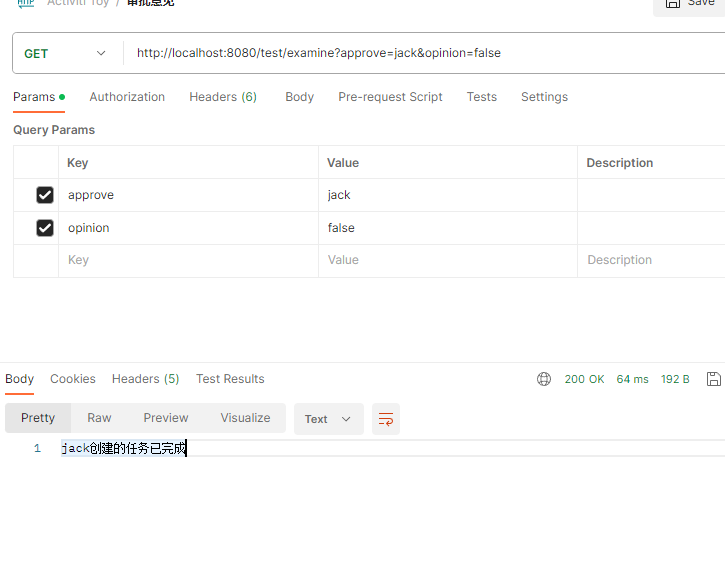 HTTP Activiti Toy / 审批意见 Save
GET http://localhost:8080/test/examine?approve=jack&opinion=false
Params Authorization Headers (6) Body Pre-request Script Tests Settings
Query Params
Key Value Description
approve jack
opinion false
Key Value Description
Body Cookies Headers (5) Test Results 200 OK 64 ms 192 B
Pretty Raw Preview Visualize Text
1 jack创建的任务已完成